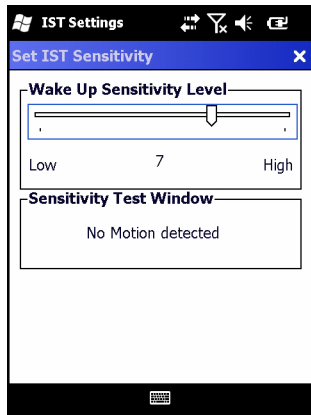 IST Settings
Set IST Sensitivity
Wake Up Sensitivity Level
Low 7 High
Sensitivity Test Window
No Motion detected